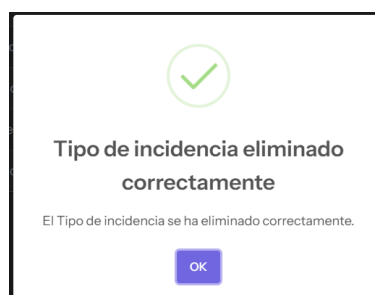 Tipo de incidencia eliminado
correctamente
El Tipo de incidencia se ha eliminado correctamente.
OK